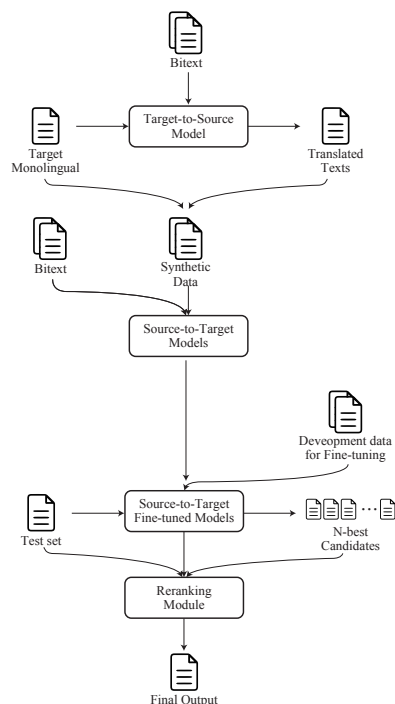 Bitext
Target-to-Source
Model
Target
Monolingual
Translated
Texts
Bitext
Synthetic
Data
Source-to-Target
Models
Deveopment data
for Fine-tuning
Source-to-Target
Fine-tuned Models
Test set
N-best
Candidates
Reranking
Module
Final Output